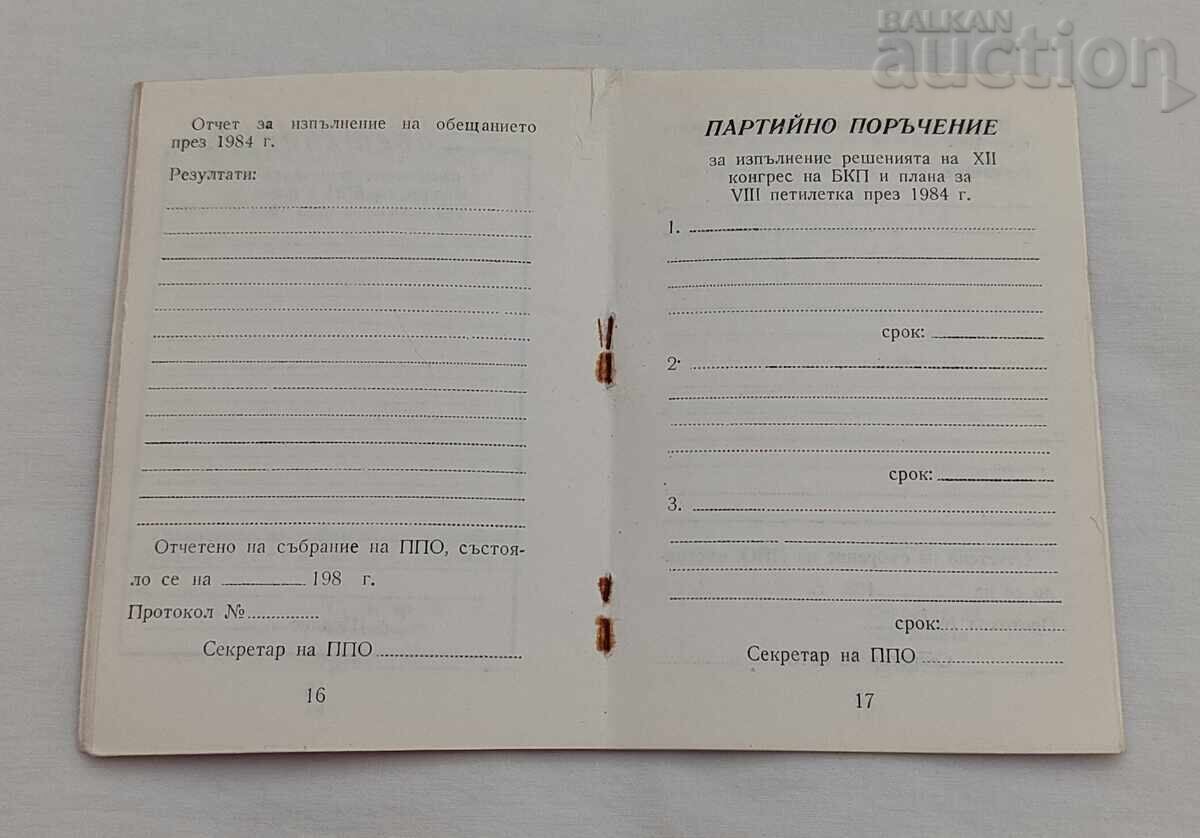 BALKAN
auction
Отчет за изпълнение на обещанието
през 1984 г.
Резултати:
Отчетено на събрание на ППО, състоя-
ло се на 198 г.
Протокол №
Секретар на ППО
16
ПАРТИЙНО ПОРЪЧЕНИЕ
за изпълнение решенията на XII
конгрес на БКП и плана за
VIII петилетка през 1984 г.
1.
срок:
2.
срок:
3.
срок:
Секретар на ППО
17